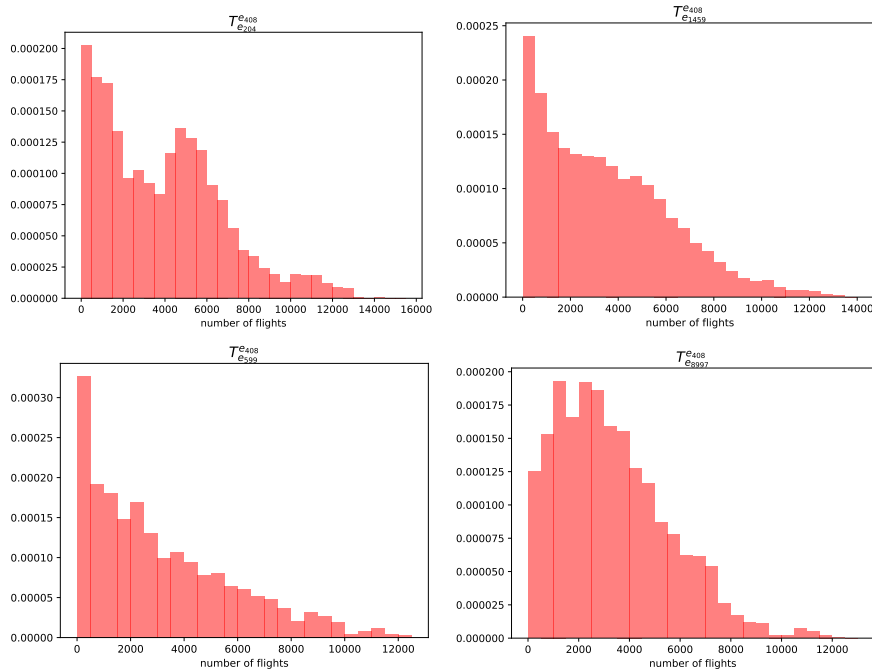 T_{e_{204}}^{e_{408}}
0.000200
0.000175
0.000150
0.000125
0.000100
0.000075
0.000050
0.000025
0.000000
0 2000 4000 6000 8000 10000 12000 14000 16000
number of flights
T_{e_{1459}}^{e_{408}}
0.00025
0.00020
0.00015
0.00010
0.00005
0.00000
0 2000 4000 6000 8000 10000 12000 14000
number of flights
T_{e_{599}}^{e_{408}}
0.00030
0.00025
0.00020
0.00015
0.00010
0.00005
0.00000
0 2000 4000 6000 8000 10000 12000
number of flights
T_{e_{8997}}^{e_{408}}
0.000200
0.000175
0.000150
0.000125
0.000100
0.000075
0.000050
0.000025
0.000000
0 2000 4000 6000 8000 10000 12000
number of flights